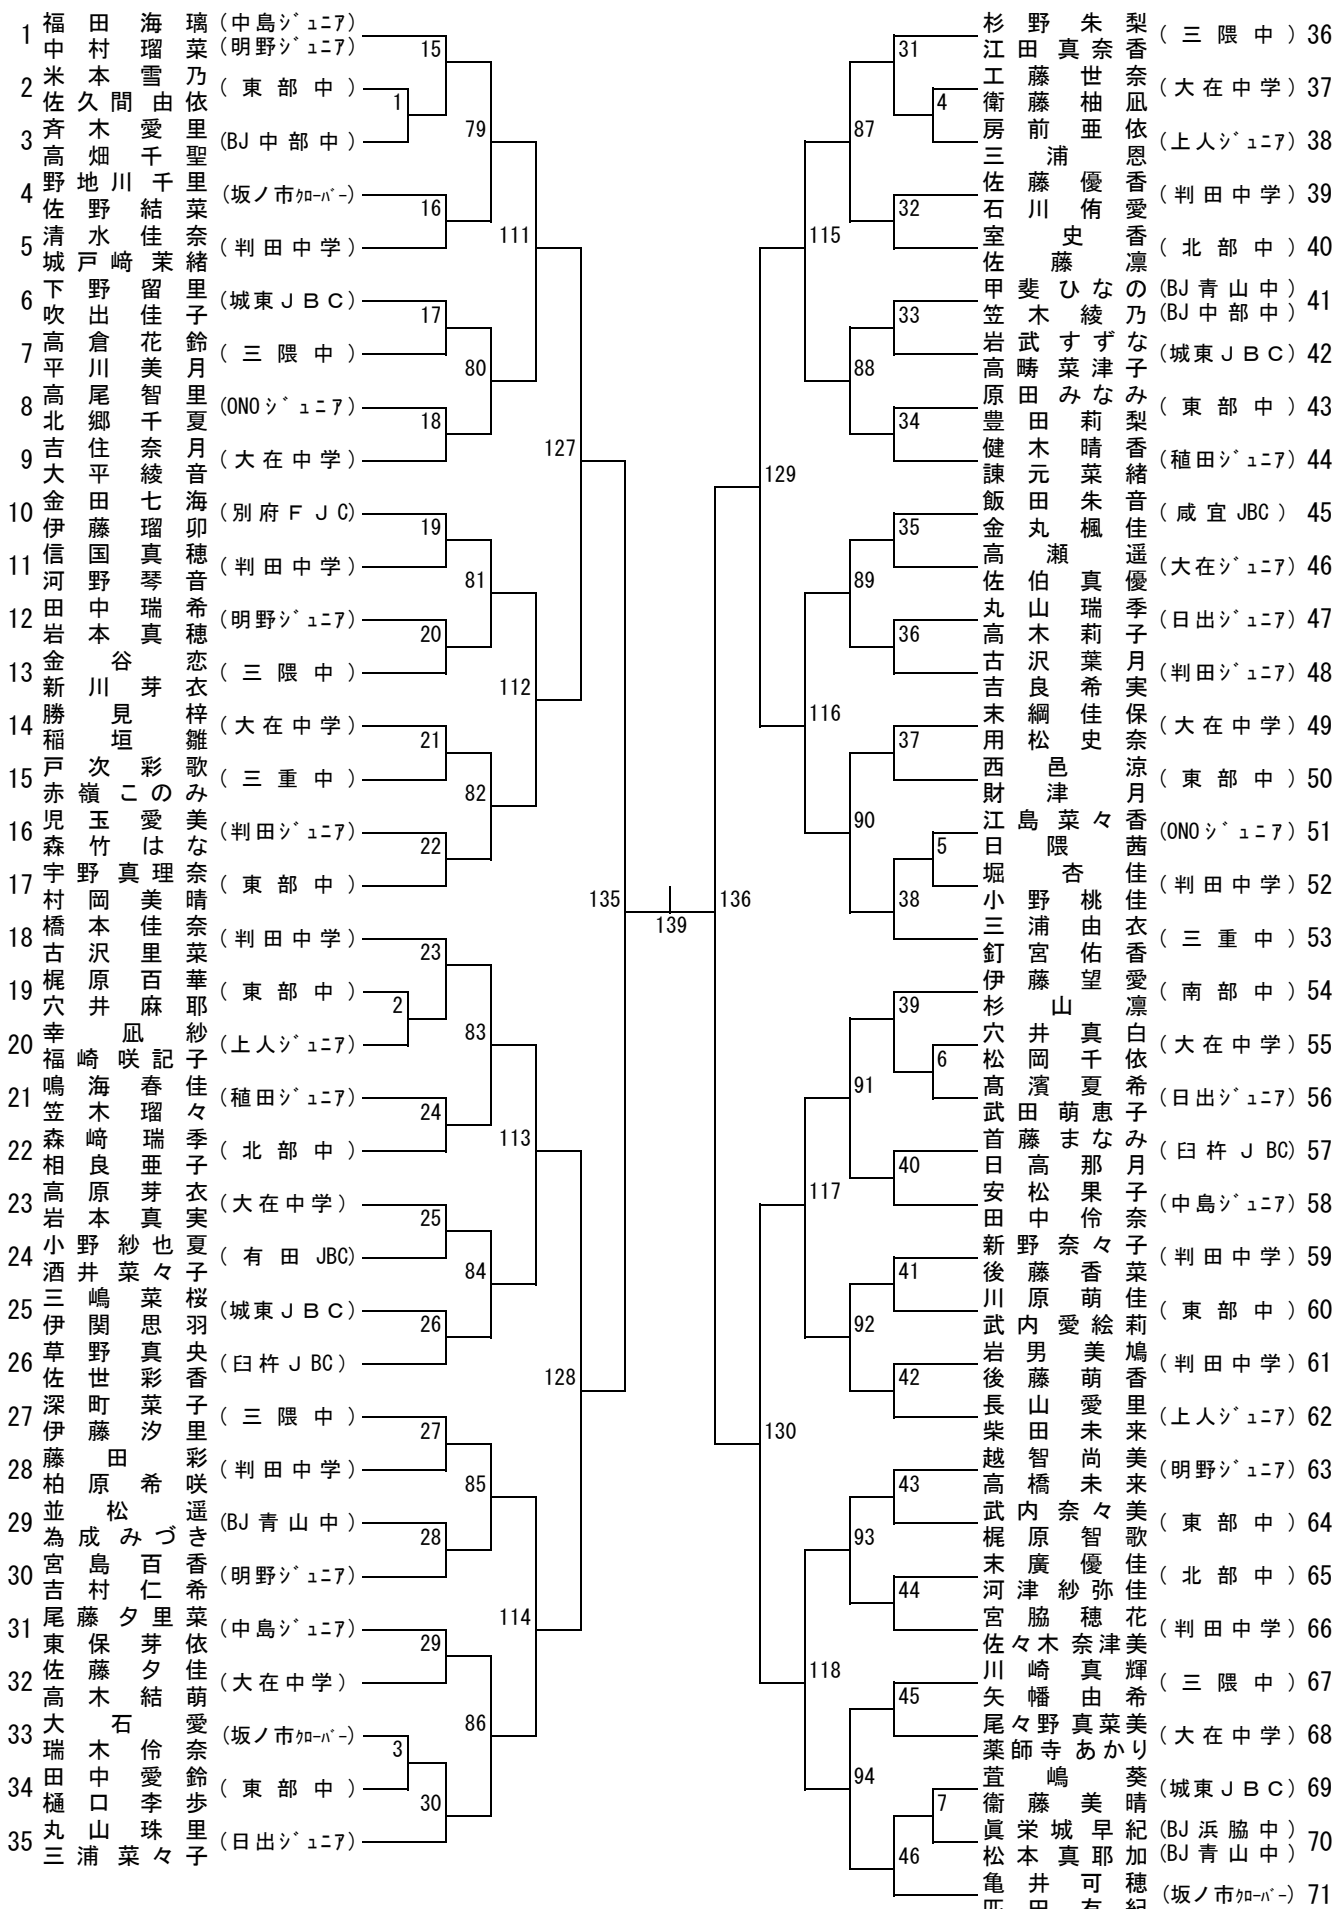 1 福田海璃 (中島ｼﾞｭﾆｱ)
中村瑠菜 (明野ｼﾞｭﾆｱ)
2 米本雪乃 (東部中)
佐久間由依
3 斉木愛里 (BJ中部中)
高畑千聖
4 野地川千里 (坂ノ市ｸﾛｰﾊﾞｰ)
佐野結菜
5 清水佳奈 (判田中学)
城戸﨑茉緒
6 下野留里 (城東ＪＢＣ)
吹出佳子
7 高倉花鈴 (三隈中)
平川美月
8 高尾智里 (ONOｼﾞｭﾆｱ)
北郷千夏
9 吉住奈月 (大在中学)
大平綾音
10 金田七海 (別府ＦＪC)
伊藤瑠卯
11 信国真穂 (判田中学)
河野琴音
12 田中瑞希 (明野ｼﾞｭﾆｱ)
岩本真穂
13 金谷恋 (三隈中)
新川芽衣
14 勝見梓 (大在中学)
稲垣雛
15 戸次彩歌 (三重中)
赤嶺このみ
16 児玉愛美 (判田ｼﾞｭﾆｱ)
森竹はな
17 宇野真理奈 (東部中)
村岡美晴
18 橋本佳奈 (判田中学)
古沢里菜
19 梶原百華 (東部中)
穴井麻耶
20 幸凪紗 (上人ｼﾞｭﾆｱ)
福崎咲記子
21 鳴海春佳 (稙田ｼﾞｭﾆｱ)
笠木瑠々
22 森﨑瑞季 (北部中)
相良亜子
23 高原芽衣 (大在中学)
岩本真実
24 小野紗也夏 (有田JBC)
酒井菜々子
25 三嶋菜桜 (城東ＪＢＣ)
伊関思羽
26 草野真央 (臼杵ＪBC)
佐世彩香
27 深町菜子 (三隈中)
伊藤汐里
28 藤田彩 (判田中学)
柏原希咲
29 並松遥 (BJ青山中)
為成みづき
30 宮島百香 (明野ｼﾞｭﾆｱ)
吉村仁希
31 尾藤夕里菜 (中島ｼﾞｭﾆｱ)
東保芽依
32 佐藤夕佳 (大在中学)
高木結萌
33 大石愛 (坂ノ市ｸﾛｰﾊﾞｰ)
瑞木伶奈
34 田中愛鈴 (東部中)
樋口李歩
35 丸山珠里 (日出ｼﾞｭﾆｱ)
三浦菜々子
15
1
16
17
18
19
20
21
22
23
2
24
25
26
27
28
29
3
30
79
80
81
82
83
84
85
86
111
112
113
114
127
128
135
139
136
129
130
115
116
117
118
87
88
89
90
91
92
93
94
31
4
32
33
34
35
36
37
5
38
39
6
40
41
42
43
44
45
7
46
杉野朱梨 (三隈中) 36
江田真奈香
工藤世奈 (大在中学) 37
衛藤柚凪
房前亜依 (上人ｼﾞｭﾆｱ) 38
三浦恩
佐藤優香 (判田中学) 39
石川侑愛
室史香 (北部中) 40
佐藤凛
甲斐ひなの (BJ青山中) 41
笠木綾乃 (BJ中部中)
岩武すずな (城東ＪＢＣ) 42
高畴菜津子
原田みなみ (東部中) 43
豊田莉梨
健木晴香 (稙田ｼﾞｭﾆｱ) 44
諌元菜緒
飯田朱音 (咸宜JBC) 45
金丸楓佳
高瀬遥 (大在ｼﾞｭﾆｱ) 46
佐伯真優
丸山瑞季 (日出ｼﾞｭﾆｱ) 47
高木莉子
古沢葉月 (判田ｼﾞｭﾆｱ) 48
吉良希実
末綱佳保 (大在中学) 49
用松史奈
西邑涼 (東部中) 50
財津月
江島菜々香 (ONOｼﾞｭﾆｱ) 51
日隈茜
堀杏佳 (判田中学) 52
小野桃佳
三浦由衣 (三重中) 53
釘宮佑香
伊藤望愛 (南部中) 54
杉山凛
穴井真白 (大在中学) 55
松岡千依
髙濱夏希 (日出ｼﾞｭﾆｱ) 56
武田萌恵子
首藤まなみ (臼杵ＪBC) 57
日高那月
安松果子 (中島ｼﾞｭﾆｱ) 58
田中伶奈
新野奈々子 (判田中学) 59
後藤香菜
川原萌佳 (東部中) 60
武内愛絵莉
岩男美鳩 (判田中学) 61
後藤萌香
長山愛里 (上人ｼﾞｭﾆｱ) 62
柴田未来
越智尚美 (明野ｼﾞｭﾆｱ) 63
高橋未来
武内奈々美 (東部中) 64
梶原智歌
末廣優佳 (北部中) 65
河津紗弥佳
宮脇穂花 (判田中学) 66
佐々木奈津美
川崎真輝 (三隈中) 67
矢幡由希
尾々野真菜美 (大在中学) 68
薬師寺あかり
萱嶋葵 (城東ＪＢＣ) 69
衞藤美晴
眞栄城早紀 (BJ浜脇中) 70
松本真耶加 (BJ青山中)
亀井可穂 (坂ノ市ｸﾛｰﾊﾞｰ) 71